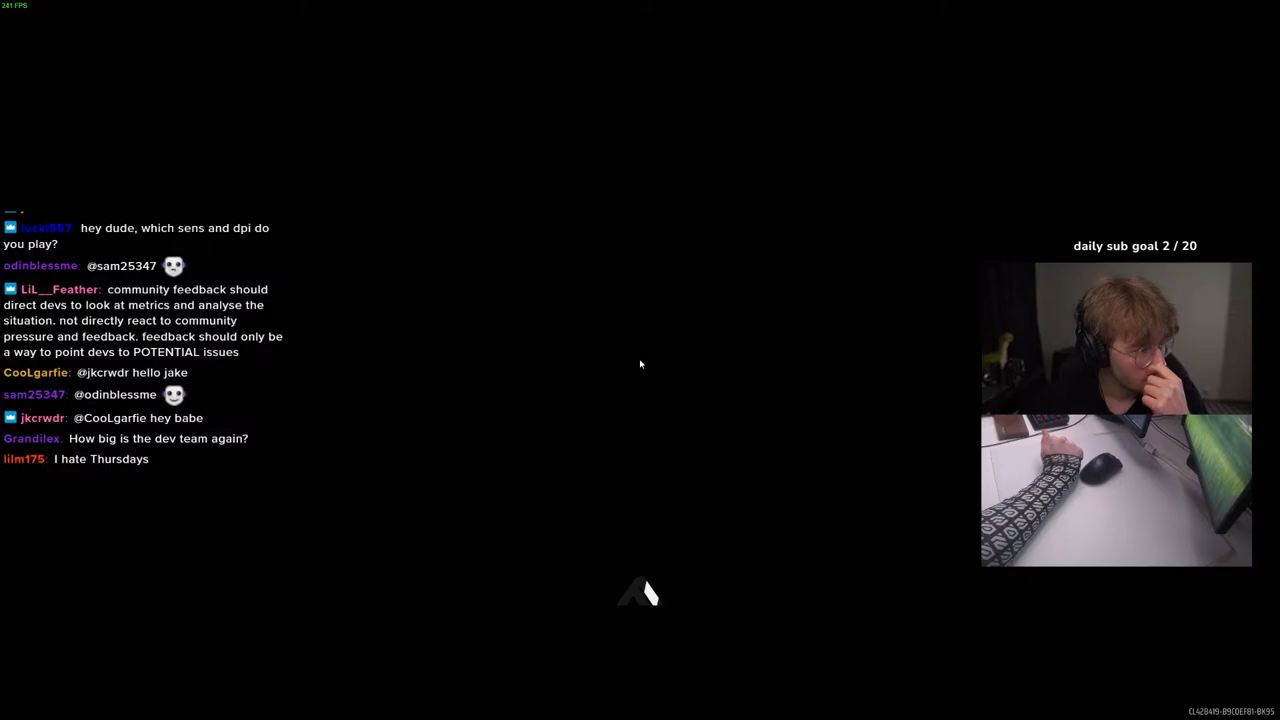 241 FPS
lucki557 hey dude, which sens and dpi do
you play?
odinblessme: @sam25347
LiL__Feather: community feedback should
direct devs to look at metrics and analyse the
situation. not directly react to community
pressure and feedback. feedback should only be
a way to point devs to POTENTIAL issues
CooLgarfie: @jkcrwdr hello jake
sam25347: @odinblessme
jkcrwdr: @CooLgarfie hey babe
Grandilex: How big is the dev team again?
lilm175: I hate Thursdays
daily sub goal 2 / 20